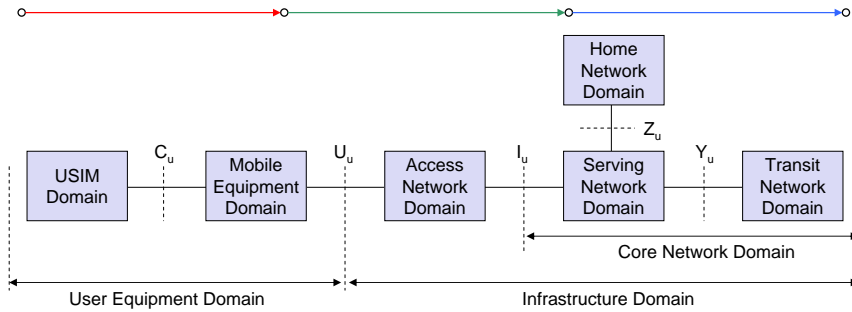 Home
Network
Domain
Zu
Cu
Uu
Iu
Yu
USIM
Domain
Mobile
Equipment
Domain
Access
Network
Domain
Serving
Network
Domain
Transit
Network
Domain
Core Network Domain
User Equipment Domain
Infrastructure Domain